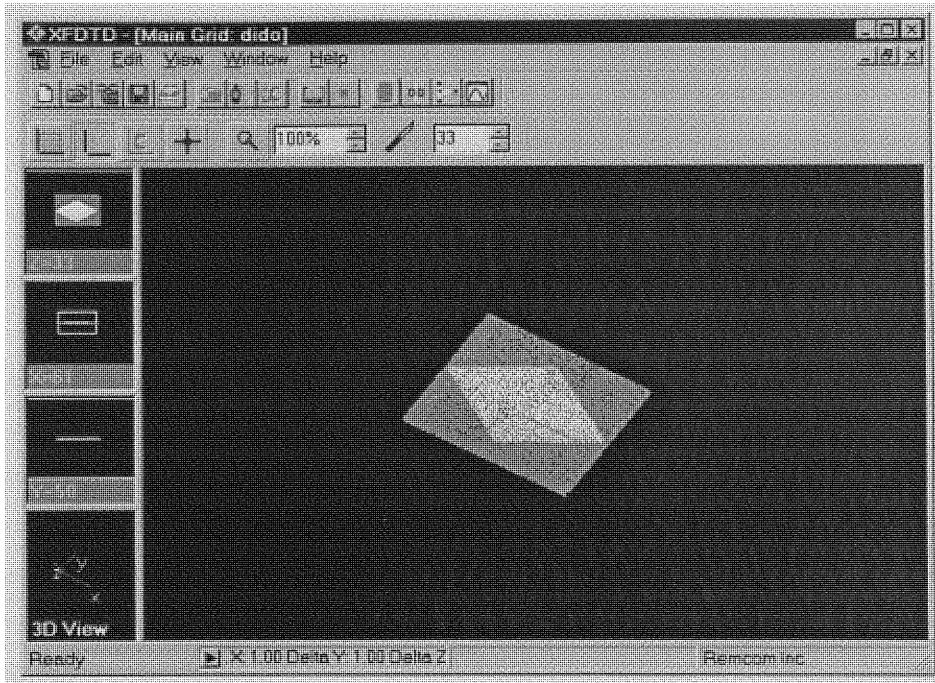 XFDTD - [Main Grid: dido]
File Edit View Window Help
100% 33
3D View
Ready X 1.00 Delta Y 1.00 Delta Z
Remcom Inc